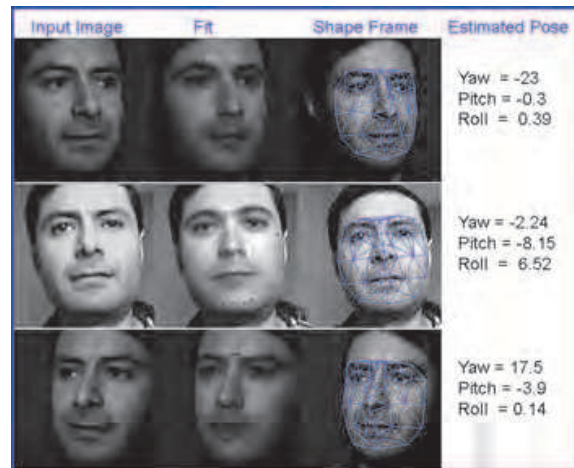 Input Image Fit Shape Frame Estimated Pose
Yaw = -23
Pitch = -0.3
Roll = 0.39
Yaw = -2.24
Pitch = -8.15
Roll = 6.52
Yaw = 17.5
Pitch = -3.9
Roll = 0.14